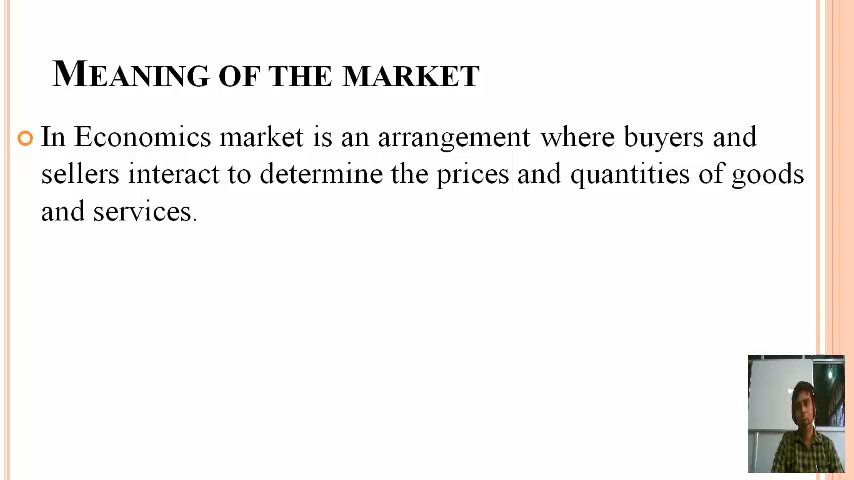 MEANING OF THE MARKET
In Economics market is an arrangement where buyers and
sellers interact to determine the prices and quantities of goods
and services.